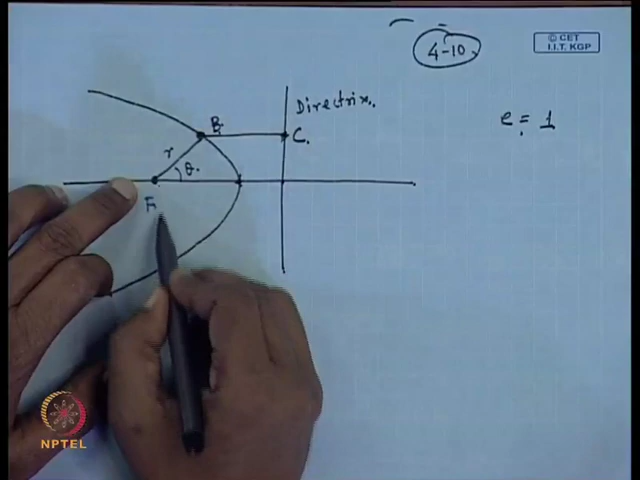 4-10
© CET
I.I.T. KGP
Directrix.
e = 1
B
C.
r
θ.
F
NPTEL